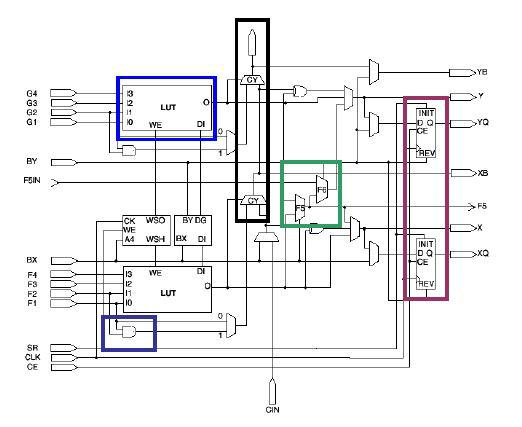 CY
YB
G4
G3
G2
G1
I3
I2
I1
I0
LUT
O
WE
DI
0
1
Y
INIT
D Q
CE
REV
YQ
BY
XB
F5IN
F6
F5
F5
CY
CK
WE
A4
WSO
WSH
BY DG
BX DI
X
INIT
D Q
CE
REV
XQ
BX
F4
F3
F2
F1
I3
I2
I1
I0
WE
DI
LUT
O
0
1
SR
CLK
CE
CIN